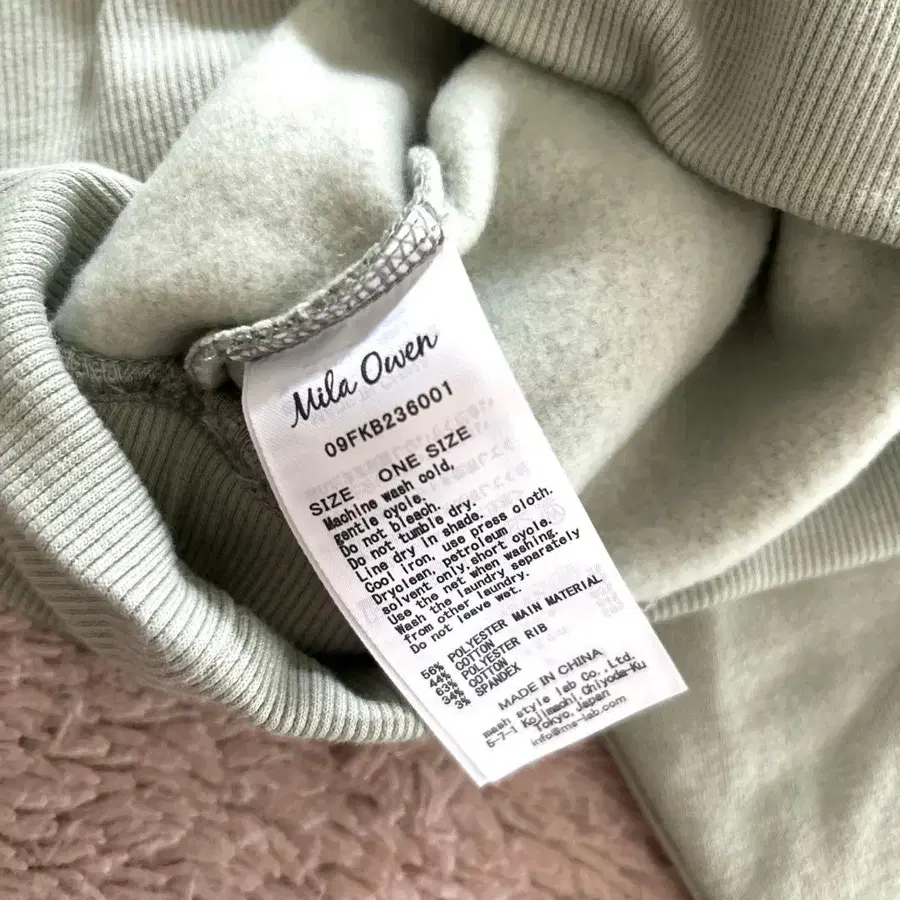 Mila Owen
09FKB236001
SIZE ONE SIZE
Machine wash cold,
gentle cycle.
Do not bleach.
Do not tumble dry.
Line dry in shade.
Cool iron, use press cloth.
Dryclean, petroleum
solvent only, short cycle.
Use the net when washing.
Wash the laundry separately
from other laundry.
Do not leave wet.
56% POLYESTER MAIN MATERIAL
44% COTTON
63% POLYESTER RIB
34% COTTON
3% SPANDEX
MADE IN CHINA
mash style lab Co., Ltd.
5-7-1 Kojimachi, Chiyoda-Ku
Tokyo, Japan
info@ms-lab.com